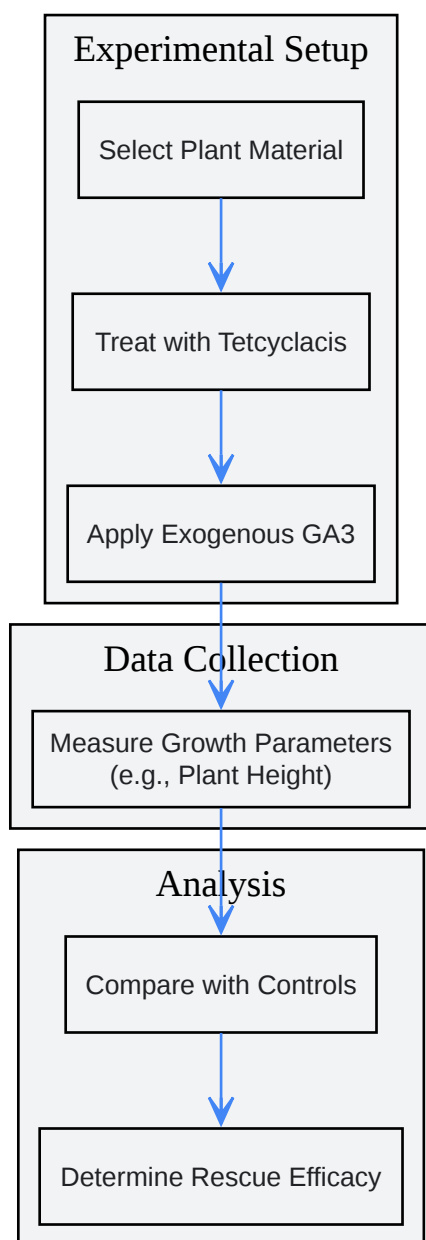 Experimental Setup
Select Plant Material
Treat with Tetcyclacis
Apply Exogenous GA3
Data Collection
Measure Growth Parameters
(e.g., Plant Height)
Analysis
Compare with Controls
Determine Rescue Efficacy